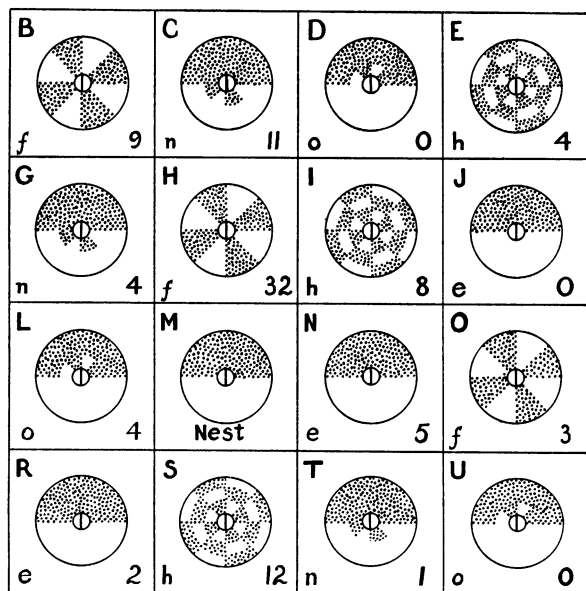 B C D E
f 9 n 11 o 0 h 4
G H I J
n 4 f 32 h 8 e 0
L M N O
o 4 Nest e 5 f 3
R S T U
e 2 h 12 n 1 o 0